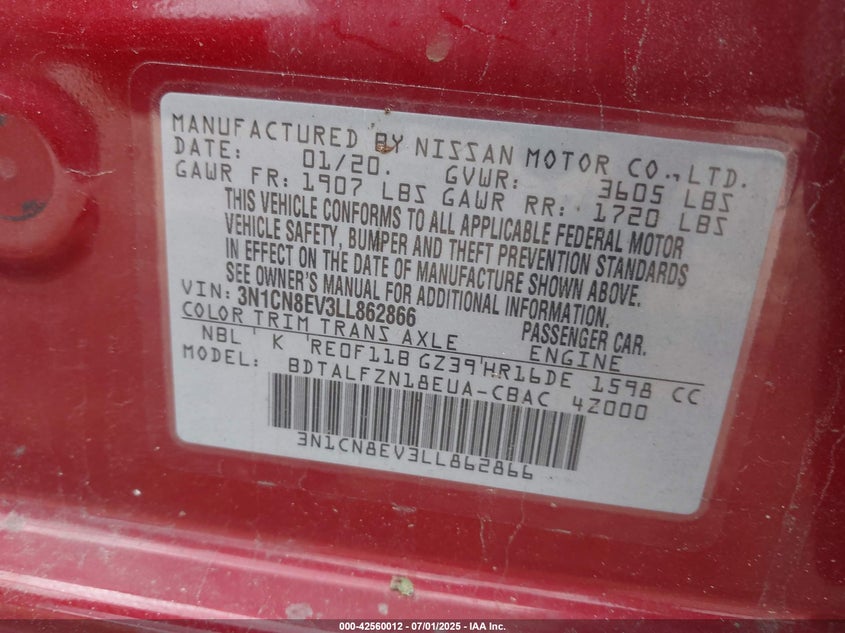 MANUFACTURED BY NISSAN MOTOR CO., LTD.
DATE: 01/20. GVWR: 3605 LBS
GAWR FR: 1907 LBS GAWR RR: 1720 LBS
THIS VEHICLE CONFORMS TO ALL APPLICABLE FEDERAL MOTOR
VEHICLE SAFETY, BUMPER AND THEFT PREVENTION STANDARDS
IN EFFECT ON THE DATE OF MANUFACTURE SHOWN ABOVE.
SEE OWNER'S MANUAL FOR ADDITIONAL INFORMATION.
VIN: 3N1CN8EV3LL862866 PASSENGER CAR.
COLOR TRIM TRANS AXLE ENGINE
NBL ' K 'RE0F11B GZ39'HR16DE 1598 CC
MODEL: BDTALFZN18EUA-CBAC 4Z000
3N1CN8EV3LL862866
000-42560012 - 07/01/2025 - IAA Inc.